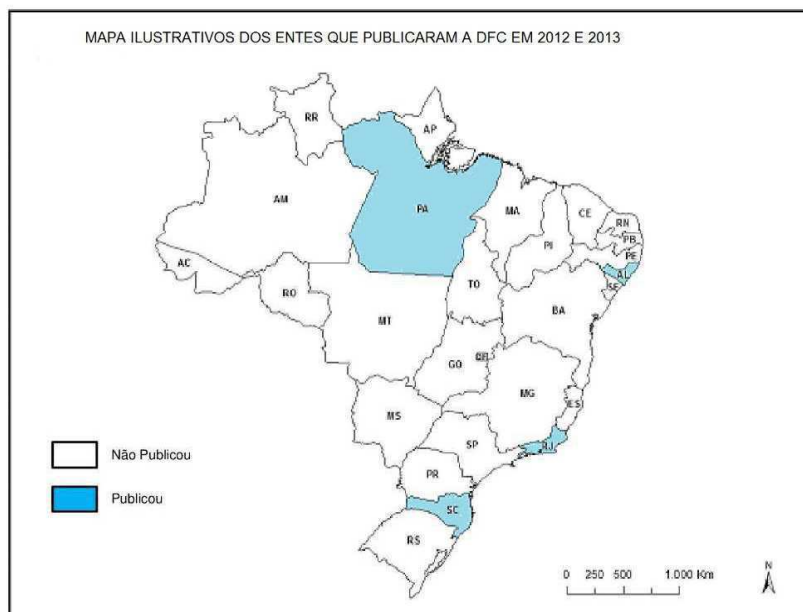 MAPA ILUSTRATIVOS DOS ENTES QUE PUBLICARAM A DFC EM 2012 E 2013
RR
AP
AM
PA
MA
CE
RN
PB
PI
PE
AL
SE
AC
RO
TO
BA
MT
GO
DF
MG
ES
MS
SP
RJ
PR
SC
RS
Não Publicou
Publicou
N
0 250 500 1.000 Km